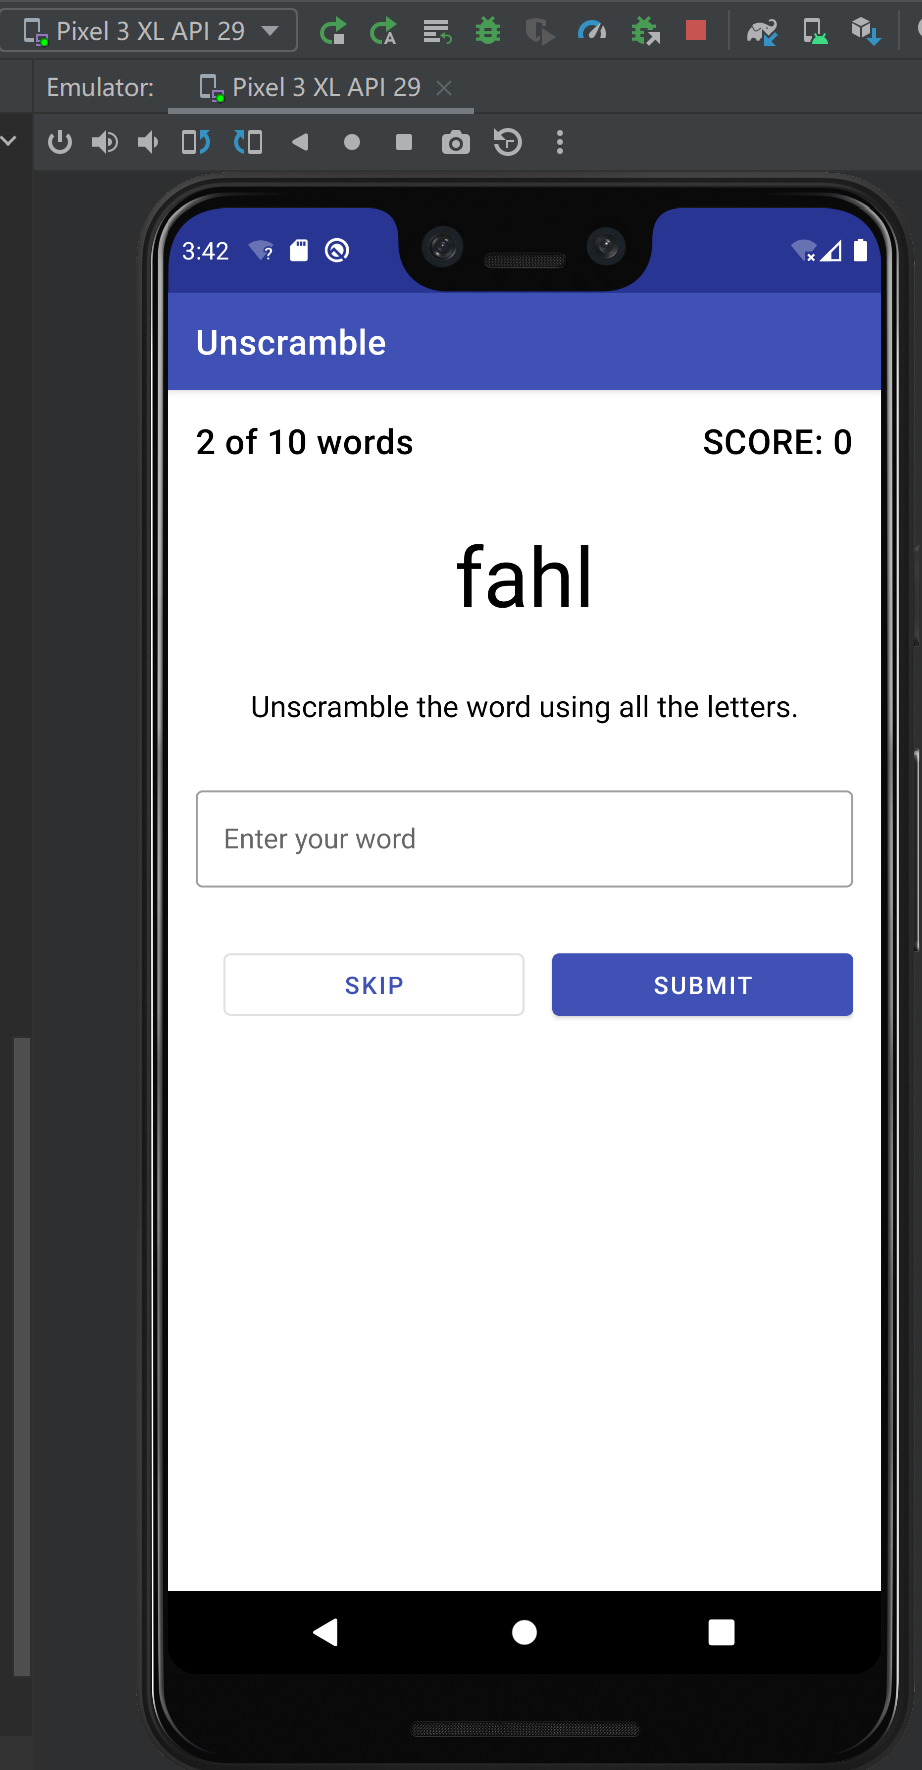 Pixel 3 XL API 29
Emulator: Pixel 3 XL API 29
3:42
Unscramble
2 of 10 words SCORE: 0
fahl
Unscramble the word using all the letters.
Enter your word
SKIP SUBMIT